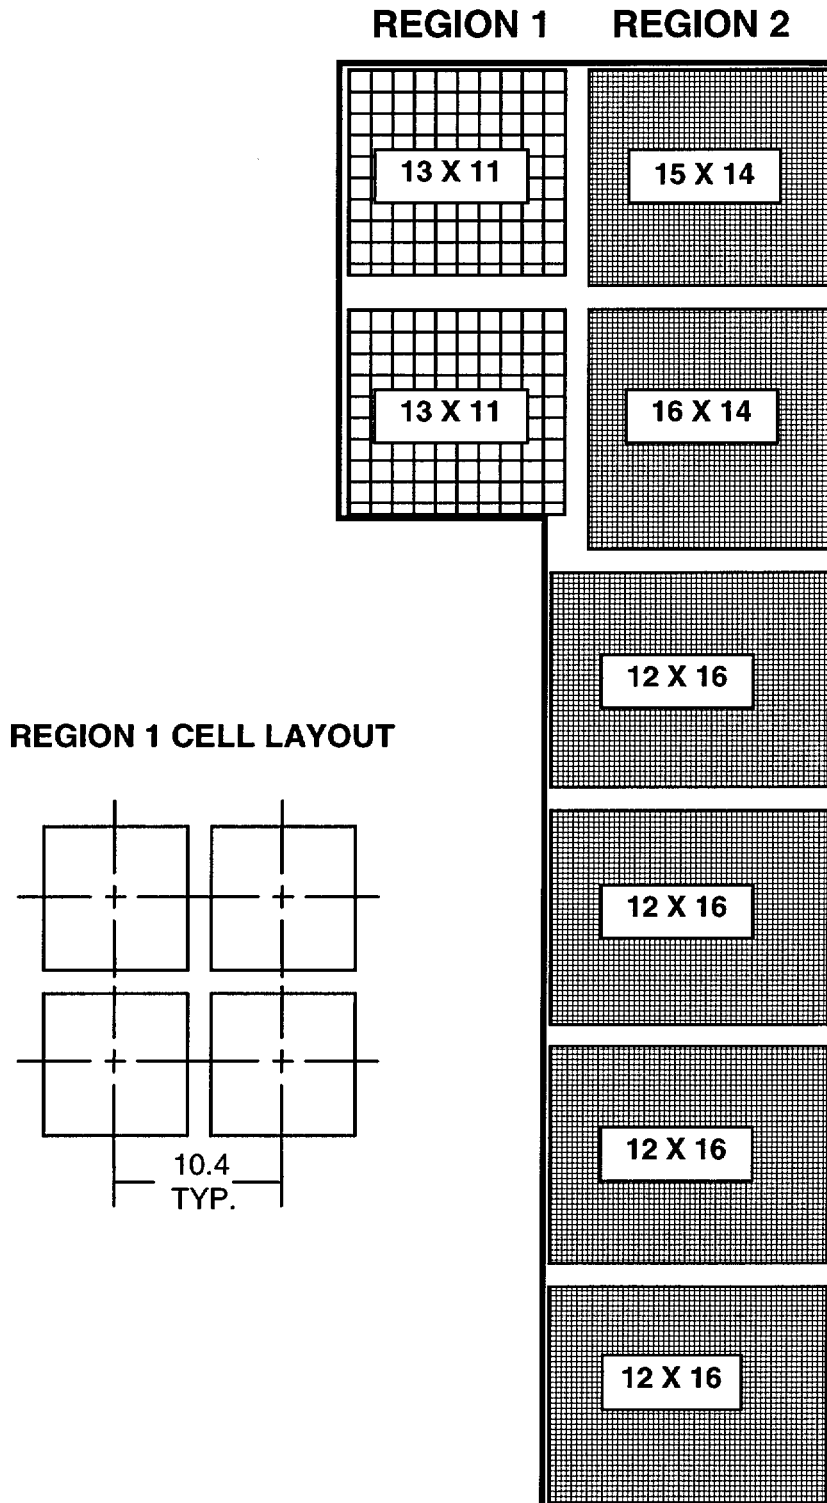 REGION 1
REGION 2
13 X 11
15 X 14
13 X 11
16 X 14
12 X 16
REGION 1 CELL LAYOUT
12 X 16
10.4
TYP.
12 X 16
12 X 16